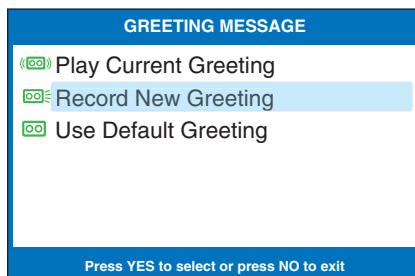 GREETING MESSAGE
Play Current Greeting
Record New Greeting
Use Default Greeting
Press YES to select or press NO to exit